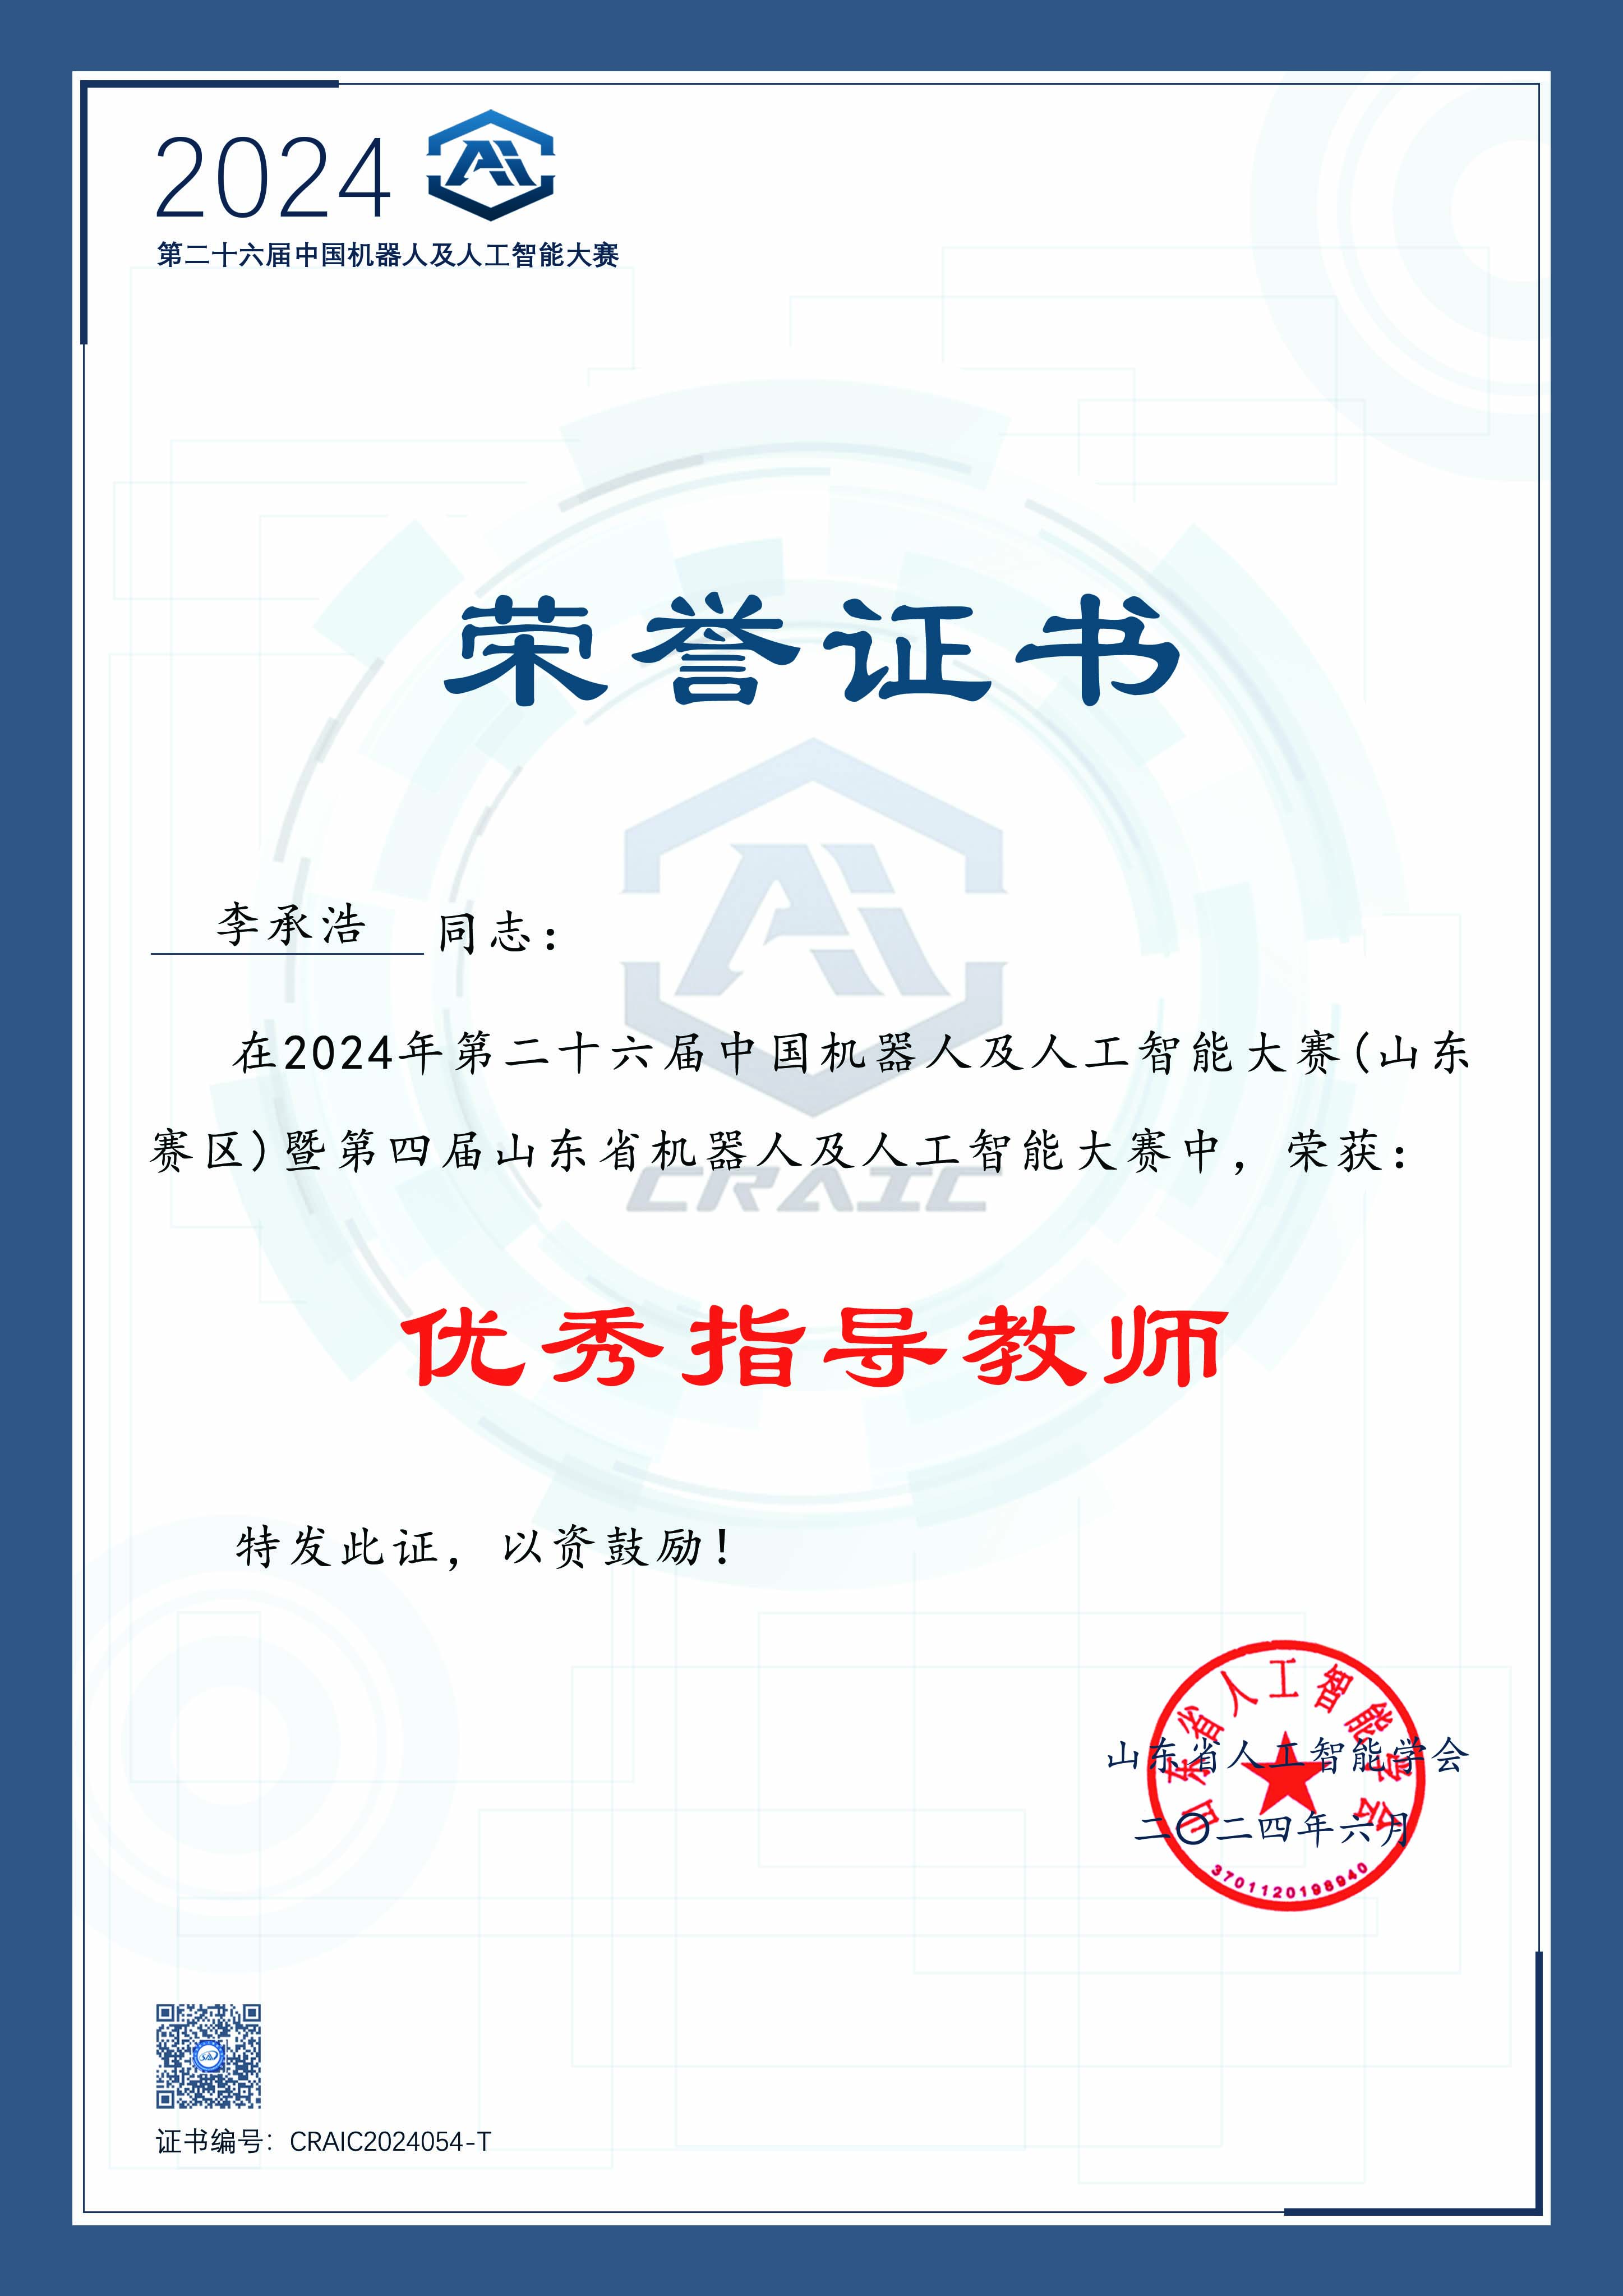 2024 Ai
第二十六届中国机器人及人工智能大赛
荣誉证书
Ai
李承浩 同志：
在2024年第二十六届中国机器人及人工智能大赛(山东
赛区)暨第四届山东省机器人及人工智能大赛中，荣获：
CRAIC
优秀指导教师
特发此证，以资鼓励！
山东省人工智能学会
山东省人工智能学会
二〇二四年六月
3701120198940
证书编号：CRAIC2024054-T